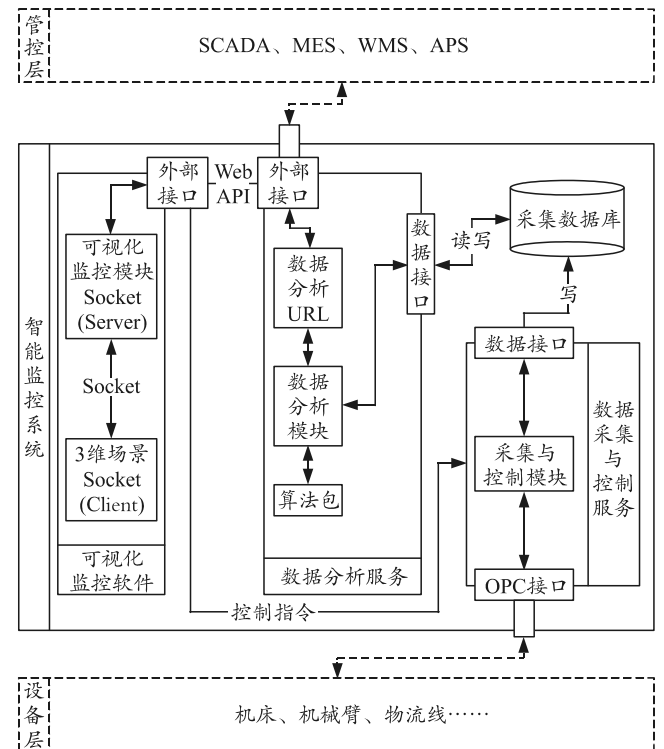 管控层
SCADA、MES、WMS、APS
智能监控系统
外部
接口
Web
API
外部
接口
可视化
监控模块
Socket
(Server)
Socket
3维场景
Socket
(Client)
可视化
监控软件
数据
分析
URL
数据
分析
模块
算法包
数据分析服务
数据接口
读写
采集数据库
写
数据接口
采集与
控制模块
OPC接口
数据
采集
与
控制
服务
控制指令
设备层
机床、机械臂、物流线……